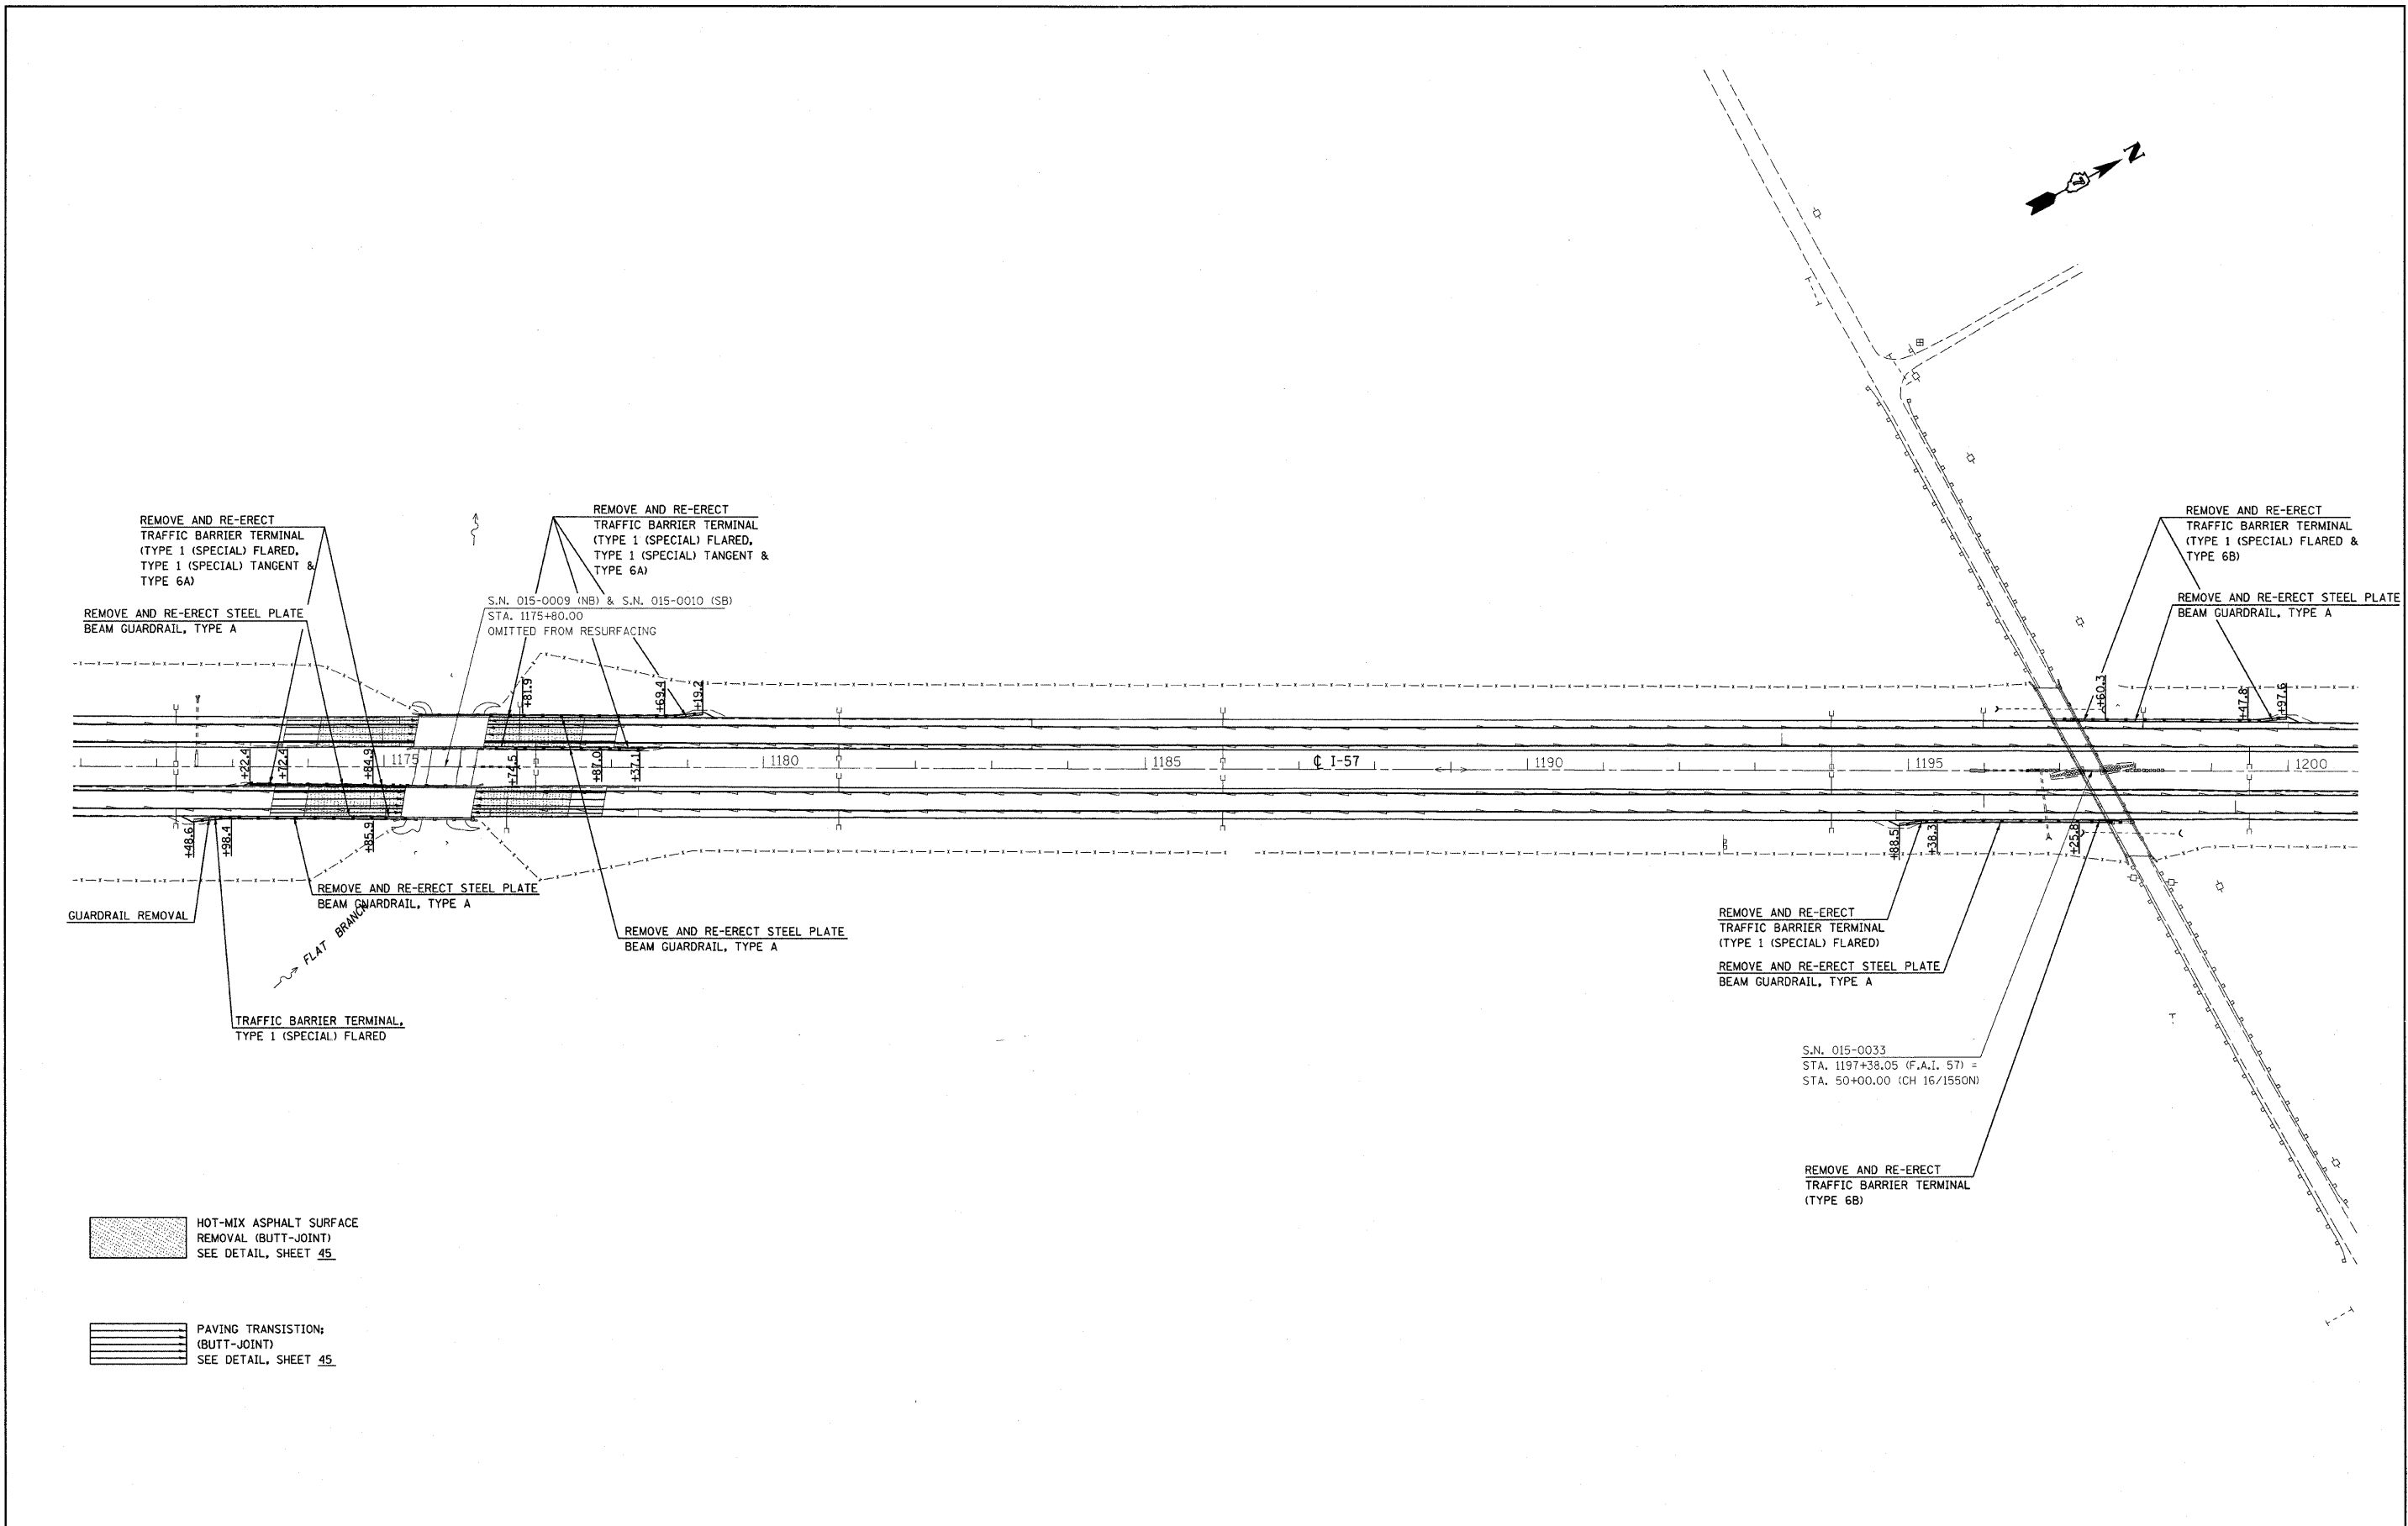 N
REMOVE AND RE-ERECT
TRAFFIC BARRIER TERMINAL
(TYPE 1 (SPECIAL) FLARED,
TYPE 1 (SPECIAL) TANGENT &
TYPE 6A)
REMOVE AND RE-ERECT STEEL PLATE
BEAM GUARDRAIL, TYPE A
REMOVE AND RE-ERECT
TRAFFIC BARRIER TERMINAL
(TYPE 1 (SPECIAL) FLARED,
TYPE 1 (SPECIAL) TANGENT &
TYPE 6A)
S.N. 015-0009 (NB) & S.N. 015-0010 (SB)
STA. 1175+80.00
OMITTED FROM RESURFACING
REMOVE AND RE-ERECT
TRAFFIC BARRIER TERMINAL
(TYPE 1 (SPECIAL) FLARED &
TYPE 6B)
REMOVE AND RE-ERECT STEEL PLATE
BEAM GUARDRAIL, TYPE A
+81.9
+69.4
+19.2
+60.3
+47.8
+97.6
+22.4
+72.4
+84.9
1175
+74.5
+87.0
+37.1
1180
1185
℄ I-57
1190
1195
1200
+48.6
+98.4
+85.9
+88.5
+38.3
+25.8
GUARDRAIL REMOVAL
REMOVE AND RE-ERECT STEEL PLATE
BEAM GUARDRAIL, TYPE A
FLAT BRANCH
REMOVE AND RE-ERECT STEEL PLATE
BEAM GUARDRAIL, TYPE A
TRAFFIC BARRIER TERMINAL,
TYPE 1 (SPECIAL) FLARED
REMOVE AND RE-ERECT
TRAFFIC BARRIER TERMINAL
(TYPE 1 (SPECIAL) FLARED)
REMOVE AND RE-ERECT STEEL PLATE
BEAM GUARDRAIL, TYPE A
S.N. 015-0033
STA. 1197+38.05 (F.A.I. 57) =
STA. 50+00.00 (CH 16/1550N)
REMOVE AND RE-ERECT
TRAFFIC BARRIER TERMINAL
(TYPE 6B)
HOT-MIX ASPHALT SURFACE
REMOVAL (BUTT-JOINT)
SEE DETAIL, SHEET 45
PAVING TRANSISTION;
(BUTT-JOINT)
SEE DETAIL, SHEET 45